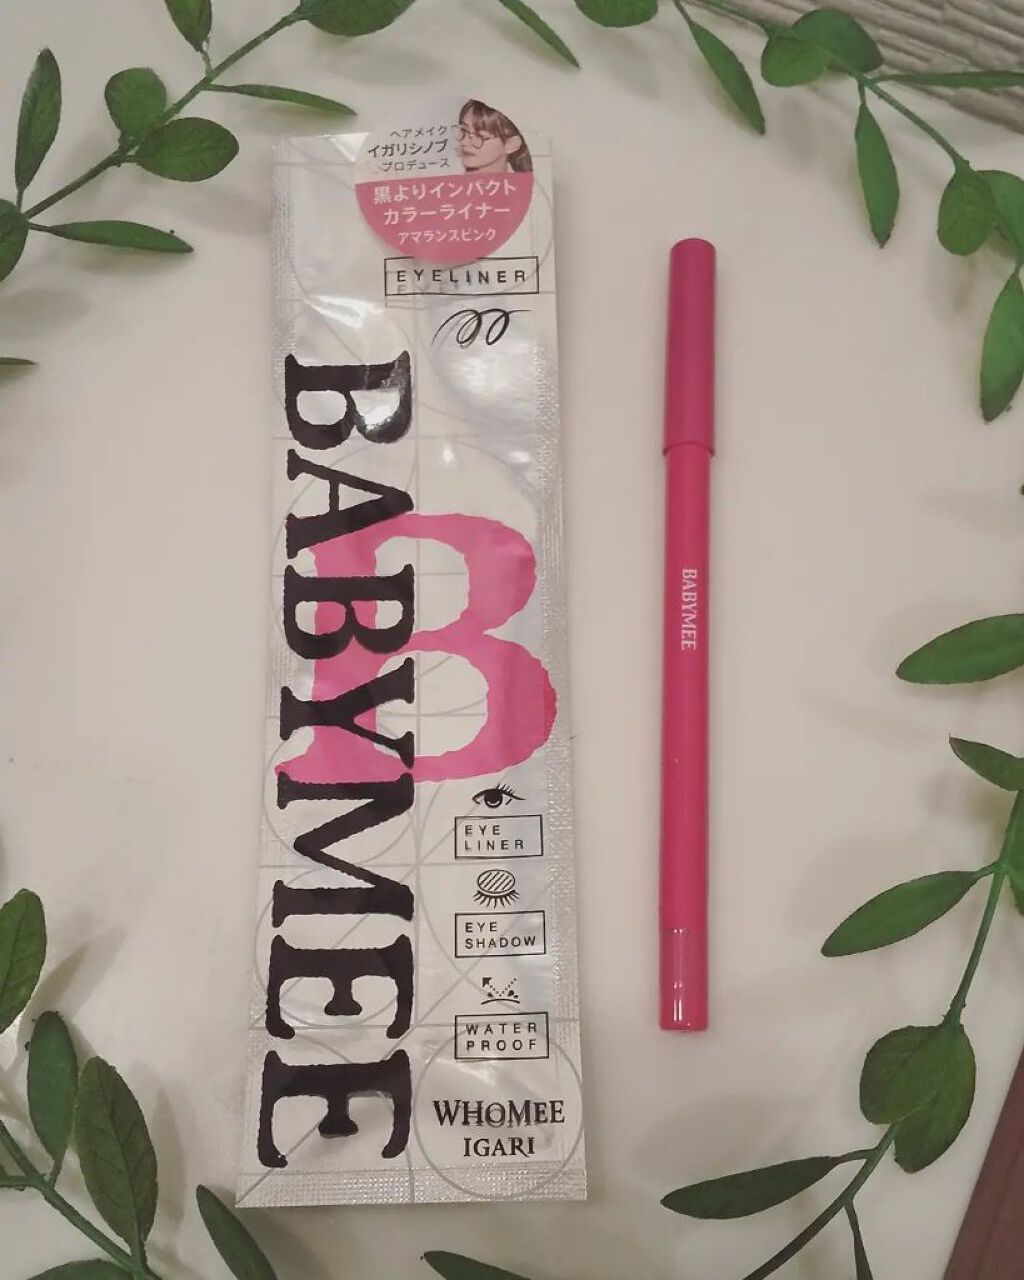 ヘアメイク
イガリシノブ
プロデュース
黒よりインパクト
カラーライナー
アマランスピンク
EYELINER
BABYMEE
EYE
LINER
EYE
SHADOW
WATER
PROOF
WHOMEE
IGARI
BABYMEE